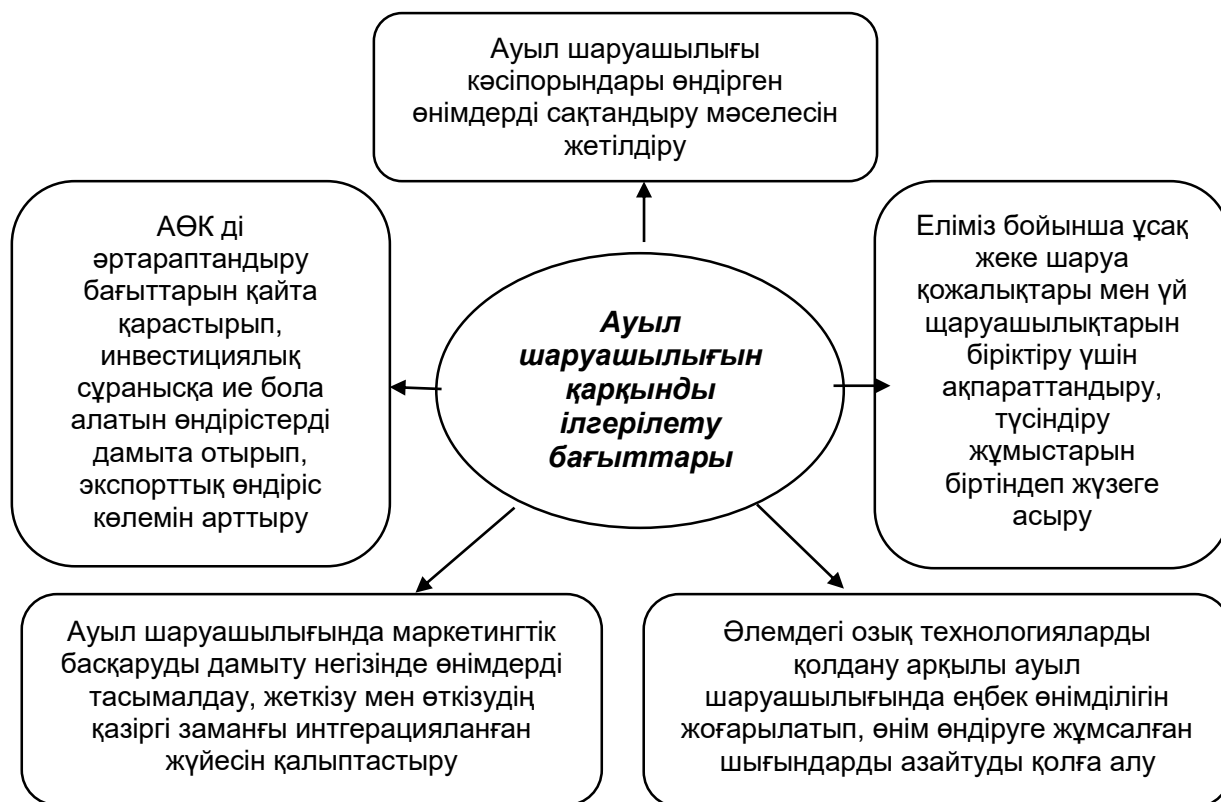 Ауыл шаруашылығы
кәсіпорындары өндірген
өнімдерді сақтандыру мәселесін
жетілдіру
АӨК ді
әртараптандыру
бағыттарын қайта
қарастырып,
инвестициялық
сұранысқа ие бола
алатын өндірістерді
дамыта отырып,
экспорттық өндіріс
көлемін арттыру
Ауыл
шаруашылығын
қарқынды
ілгерілету
бағыттары
Еліміз бойынша ұсақ
жеке шаруа
қожалықтары мен үй
щаруашылықтарын
біріктіру үшін
ақпараттандыру,
түсіндіру
жұмыстарын
біртіндеп жүзеге
асыру
Ауыл шаруашылығында маркетингтік
басқаруды дамыту негізінде өнімдерді
тасымалдау, жеткізу мен өткізудің
қазіргі заманғы интгерацияланған
жүйесін қалыптастыру
Әлемдегі озық технологияларды
қолдану арқылы ауыл
шаруашылығында еңбек өнімділігін
жоғарылатып, өнім өндіруге жұмсалған
шығындарды азайтуды қолға алу